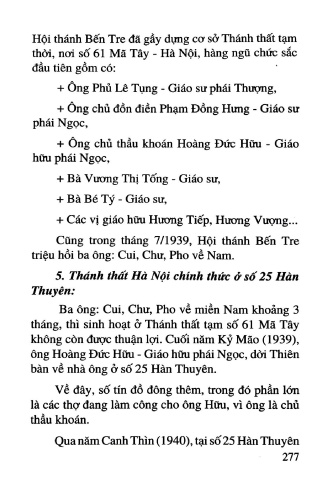 Hội thánh Bến Tre đã gầy dựng cơ sở Thánh thất tạm
thời, nơi số 61 Mã Tây - Hà Nội, hàng ngũ chức sắc
đầu tiên gồm có:
+ Ông Phủ Lê Tụng - Giáo sư phái Thượng,
+ Ông chủ đồn điền Phạm Đồng Hưng - Giáo sư
phái Ngọc,
+ Ông chủ thầu khoán Hoàng Đức Hữu - Giáo
hữu phái Ngọc,
+ Bà Vương Thị Tống - Giáo sư,
+ Bà Bé Tý - Giáo sư,
+ Các vị giáo hữu Hương Tiếp, Hương Vượng...
Cũng trong tháng 7/1939, Hội thánh Bến Tre
triệu hồi ba ông: Cui, Chư, Pho về Nam.
5. Thánh thất Hà Nội chính thức ở số 25 Hàn
Thuyên:
Ba ông: Cui, Chư, Pho về miền Nam khoảng 3
tháng, thì sinh hoạt ở Thánh thất tạm số 61 Mã Tây
không còn được thuận lợi. Cuối năm Kỷ Mão (1939),
ông Hoàng Đức Hữu - Giáo hữu phái Ngọc, dời Thiên
bàn về nhà ông ở số 25 Hàn Thuyên.
Về đây, số tín đồ đông thêm, trong đó phần lớn
là các thợ đang làm công cho ông Hữu, vì ông là chủ
thầu khoán.
Qua năm Canh Thìn (1940), tại số 25 Hàn Thuyên
277